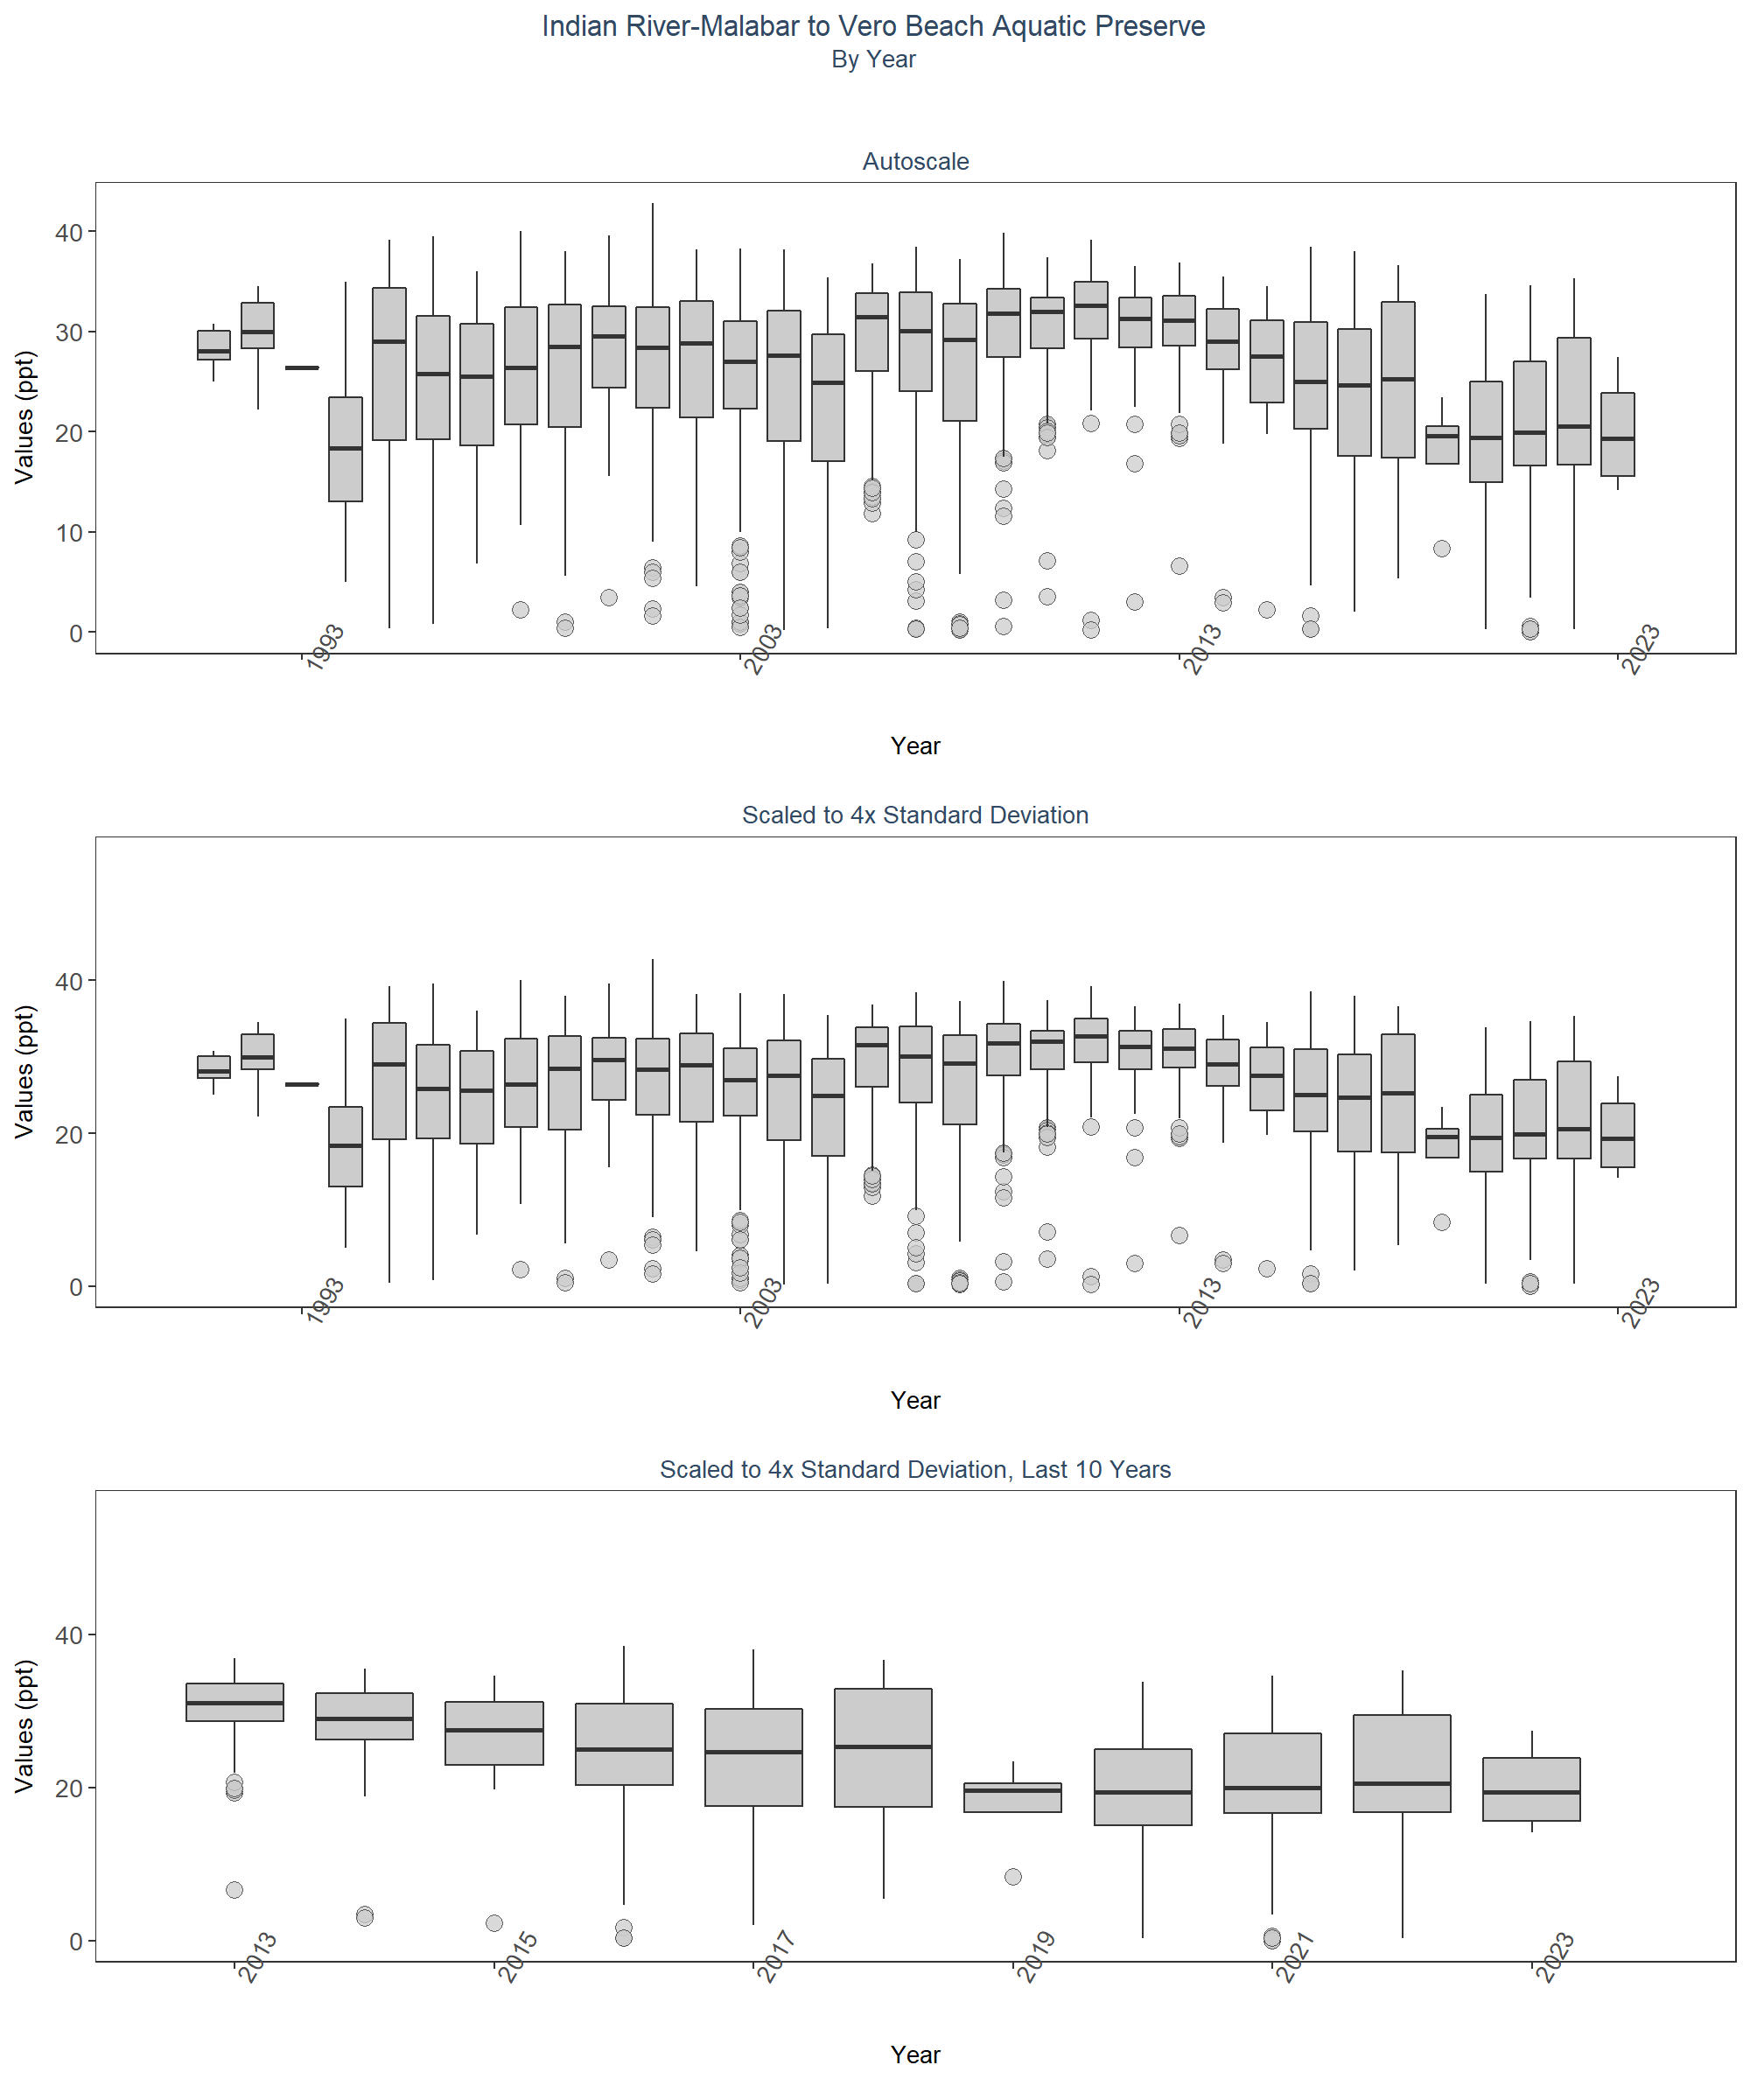 Indian River-Malabar to Vero Beach Aquatic Preserve
By Year
Autoscale
Values (ppt)
40
30
20
10
0
1993
2003
2013
2023
Year
Scaled to 4x Standard Deviation
Values (ppt)
40
20
0
1993
2003
2013
2023
Year
Scaled to 4x Standard Deviation, Last 10 Years
Values (ppt)
40
20
0
2013
2015
2017
2019
2021
2023
Year